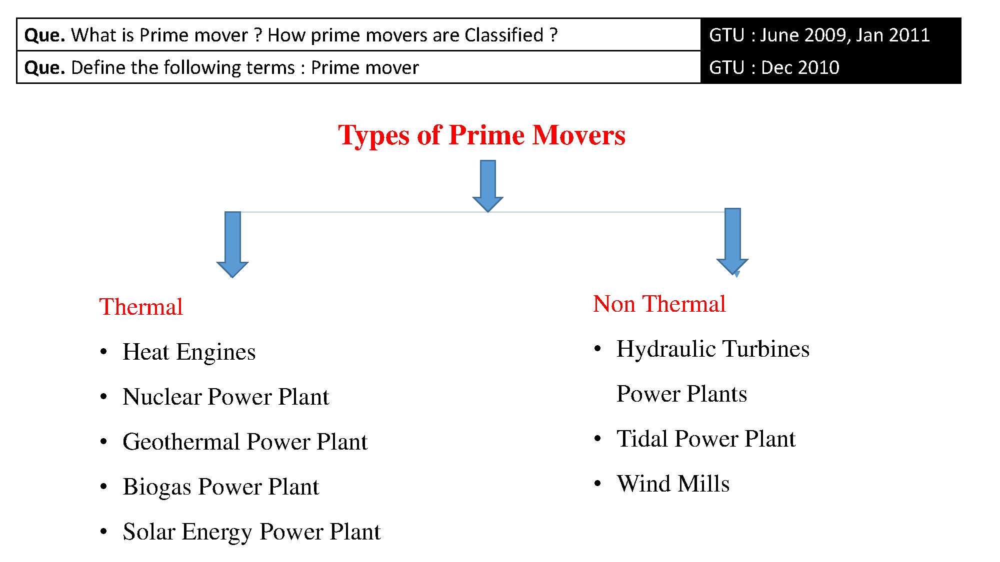 Que. What is Prime mover ? How prime movers are Classified ? GTU : June 2009, Jan 2011
Que. Define the following terms : Prime mover GTU : Dec 2010
Types of Prime Movers
Thermal
• Heat Engines
• Nuclear Power Plant
• Geothermal Power Plant
• Biogas Power Plant
• Solar Energy Power Plant
Non Thermal
• Hydraulic Turbines
Power Plants
• Tidal Power Plant
• Wind Mills